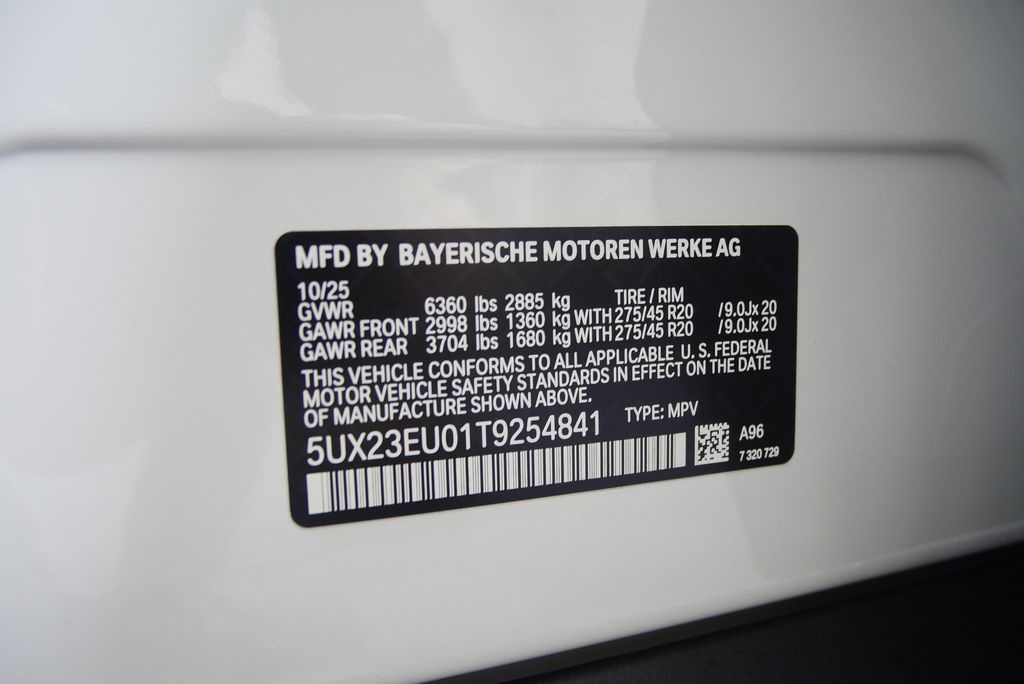 MFD BY BAYERISCHE MOTOREN WERKE AG
10/25
GVWR 6360 lbs 2885 kg TIRE / RIM
GAWR FRONT 2998 lbs 1360 kg WITH 275/45 R20 /9.0Jx 20
GAWR REAR 3704 lbs 1680 kg WITH 275/45 R20 /9.0Jx 20
THIS VEHICLE CONFORMS TO ALL APPLICABLE U. S. FEDERAL
MOTOR VEHICLE SAFETY STANDARDS IN EFFECT ON THE DATE
OF MANUFACTURE SHOWN ABOVE.
5UX23EU01T9254841 TYPE: MPV
A96
7 320 729